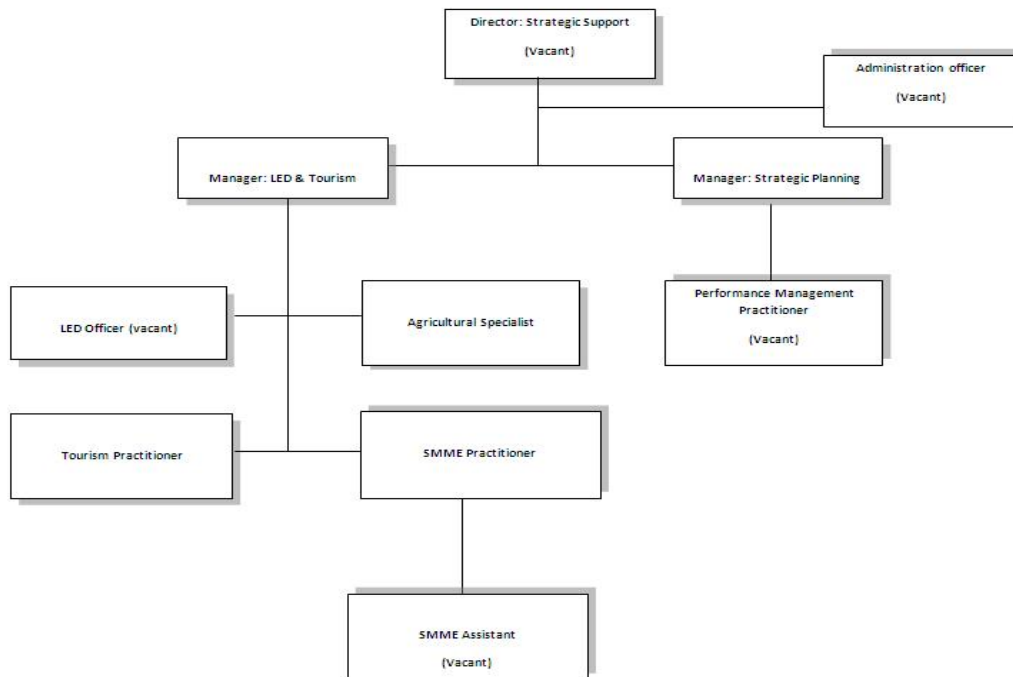 Director: Strategic Support
(Vacant)
Administration officer
(Vacant)
Manager: LED & Tourism
Manager: Strategic Planning
LED Officer (vacant)
Agricultural Specialist
Performance Management
Practitioner
(Vacant)
Tourism Practitioner
SMME Practitioner
SMME Assistant
(Vacant)